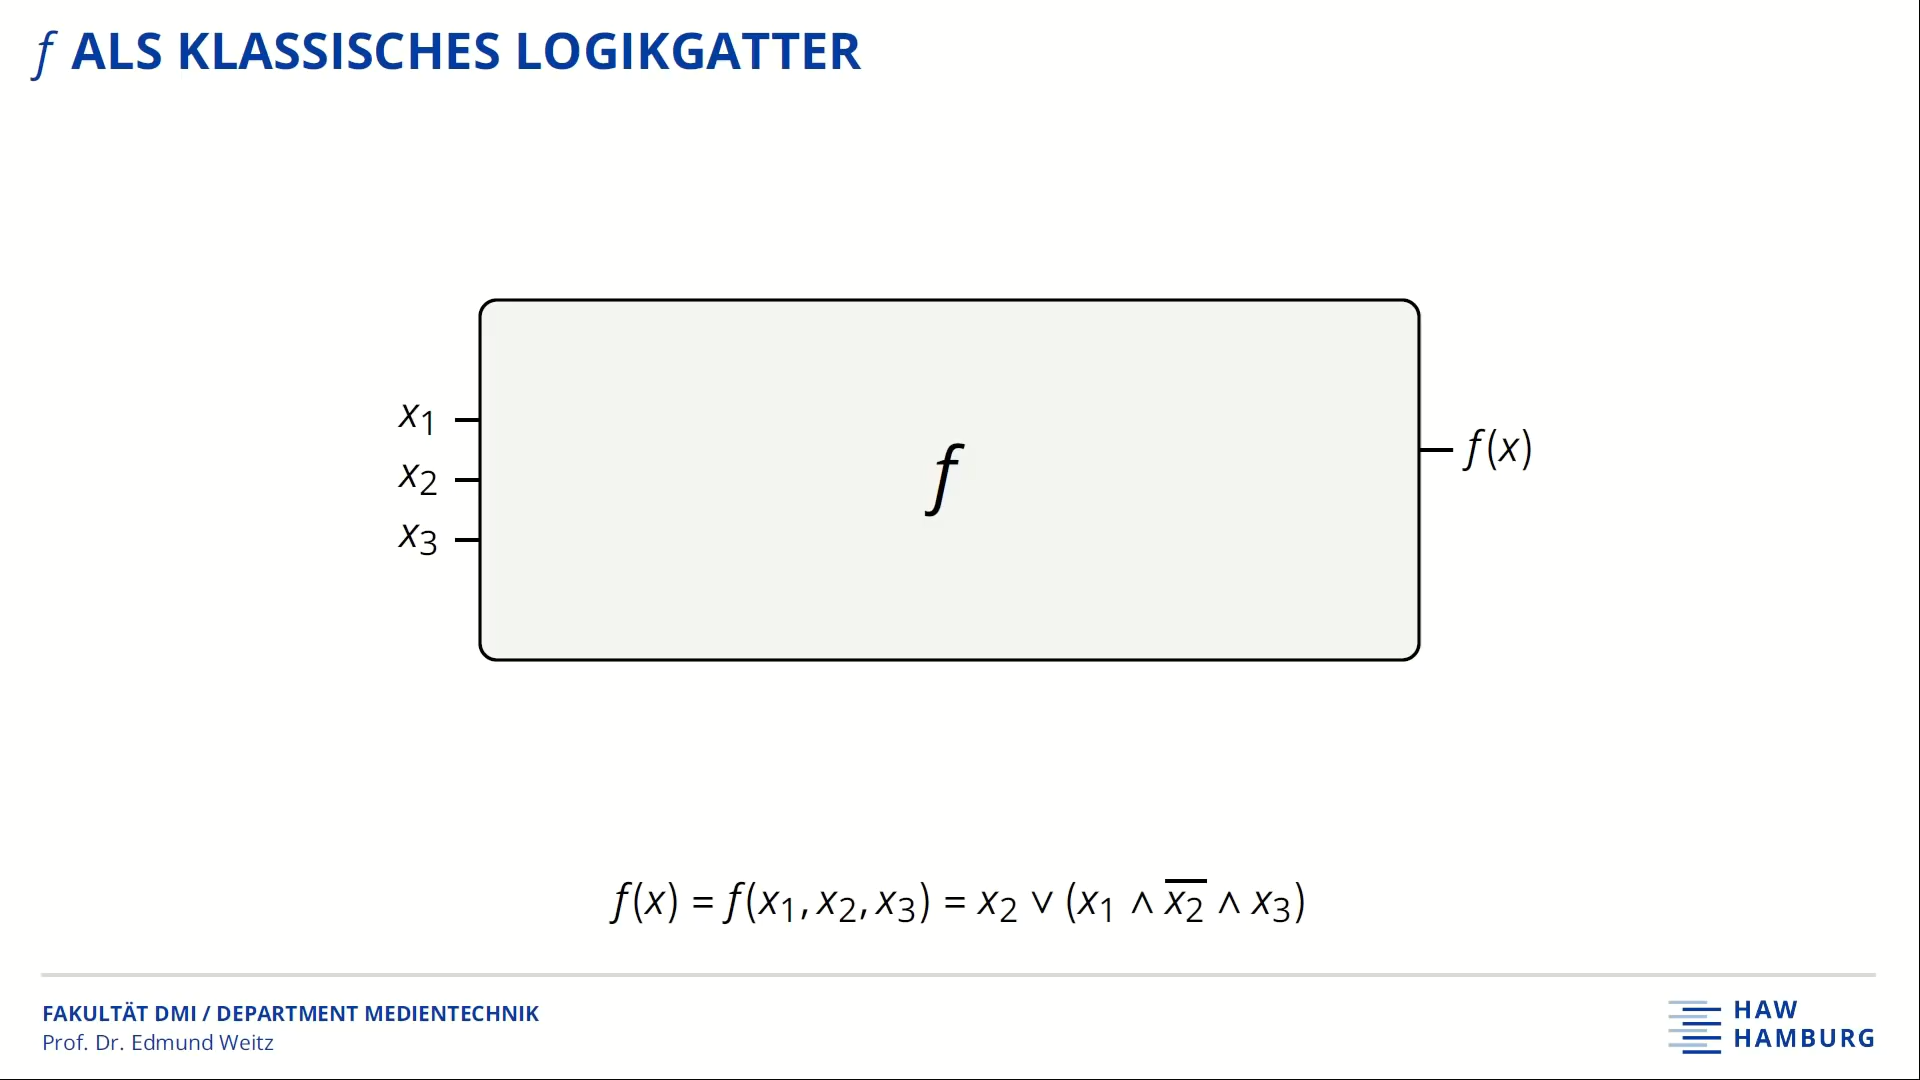 f ALS KLASSISCHES LOGIKGATTER
x₁
x₂
x₃
f
f(x)
f(x) = f(x₁, x₂, x₃) = x₂ ∨ (x₁ ∧ x̅₂ ∧ x₃)
FAKULTÄT DMI / DEPARTMENT MEDIENTECHNIK
Prof. Dr. Edmund Weitz
HAW
HAMBURG